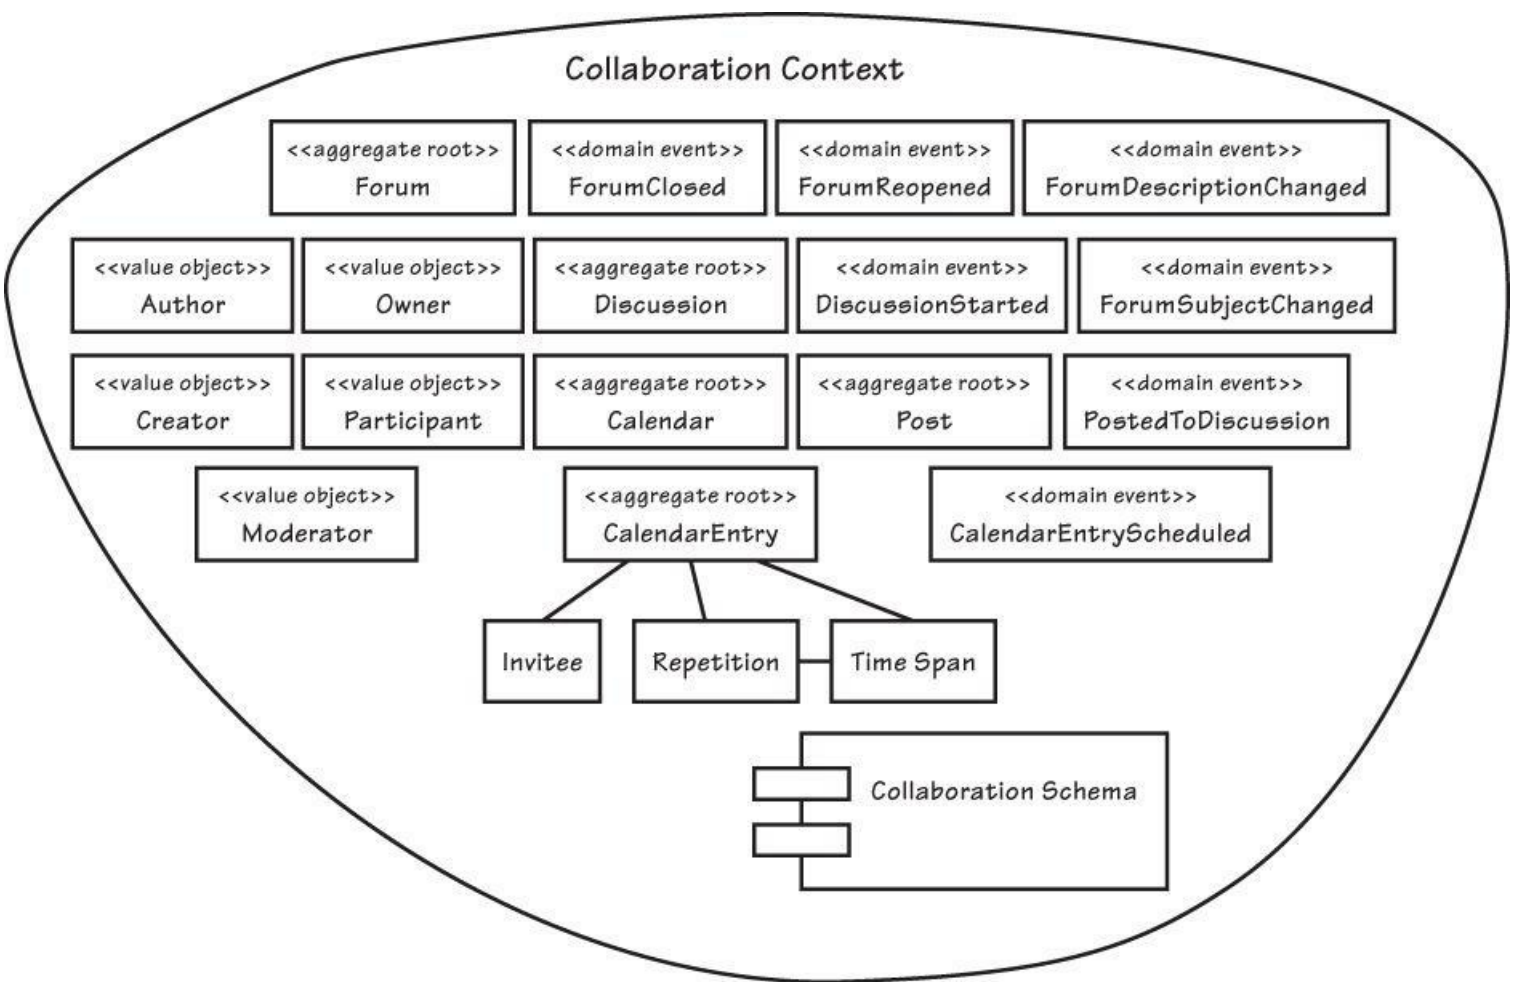 Collaboration Context
<<aggregate root>>
Forum
<<domain event>>
ForumClosed
<<domain event>>
ForumReopened
<<domain event>>
ForumDescriptionChanged
<<value object>>
Author
<<value object>>
Owner
<<aggregate root>>
Discussion
<<domain event>>
DiscussionStarted
<<domain event>>
ForumSubjectChanged
<<value object>>
Creator
<<value object>>
Participant
<<aggregate root>>
Calendar
<<aggregate root>>
Post
<<domain event>>
PostedToDiscussion
<<value object>>
Moderator
<<aggregate root>>
CalendarEntry
<<domain event>>
CalendarEntryScheduled
Invitee
Repetition
Time Span
Collaboration Schema